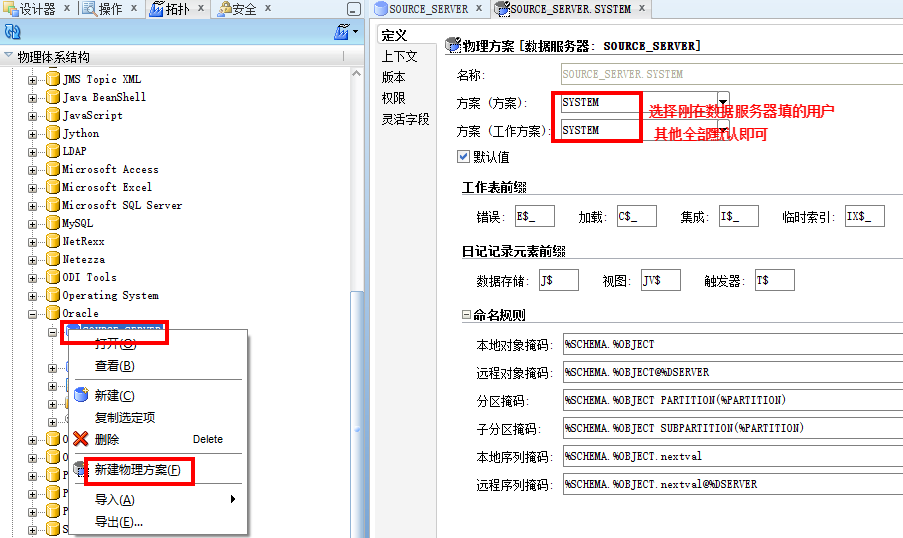 设计器 操作 拓扑 安全
物理体系结构
JMS Topic XML
Java BeanShell
JavaScript
Jython
LDAP
Microsoft Access
Microsoft Excel
Microsoft SQL Server
MySQL
NetRexx
Netezza
ODI Tools
Operating System
Oracle
SOURCE_SERVER
打开(O)
查看(B)
新建(C)
复制选定项
删除 Delete
新建物理方案(F)
导入(A)
导出(E)...
O
O
P
P
P
S
SOURCE_SERVER SOURCE_SERVER.SYSTEM
定义
上下文
版本
权限
灵活字段
物理方案 [数据服务器: SOURCE_SERVER]
名称: SOURCE_SERVER.SYSTEM
方案 (方案): SYSTEM 选择刚在数据服务器填的用户
方案 (工作方案): SYSTEM 其他全部默认即可
默认值
工作表前缀
错误: E$_ 加载: C$_ 集成: I$_ 临时索引: IX$_
日记记录元素前缀
数据存储: J$ 视图: JV$ 触发器: T$
命名规则
本地对象掩码: %SCHEMA.%OBJECT
远程对象掩码: %SCHEMA.%OBJECT@%DSERVER
分区掩码: %SCHEMA.%OBJECT PARTITION(%PARTITION)
子分区掩码: %SCHEMA.%OBJECT SUBPARTITION(%PARTITION)
本地序列掩码: %SCHEMA.%OBJECT.nextval
远程序列掩码: %SCHEMA.%OBJECT.nextval@%DSERVER